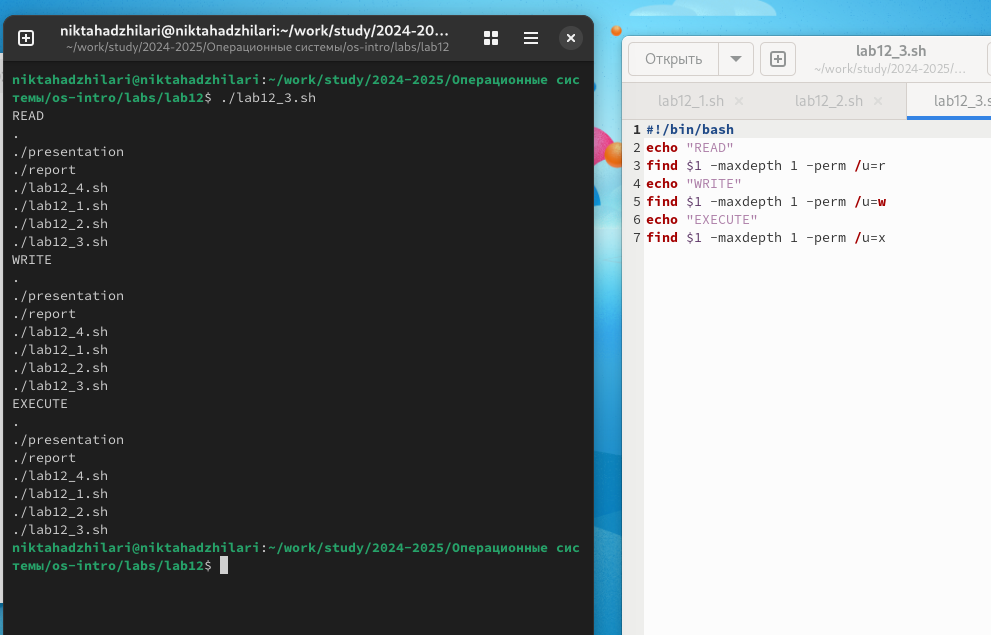 niktahadzhilari@niktahadzhilari:~/work/study/2024-20...
~/work/study/2024-2025/Операционные системы/os-intro/labs/lab12
niktahadzhilari@niktahadzhilari:~/work/study/2024-2025/Операционные сис
темы/os-intro/labs/lab12$ ./lab12_3.sh
READ
.
./presentation
./report
./lab12_4.sh
./lab12_1.sh
./lab12_2.sh
./lab12_3.sh
WRITE
.
./presentation
./report
./lab12_4.sh
./lab12_1.sh
./lab12_2.sh
./lab12_3.sh
EXECUTE
.
./presentation
./report
./lab12_4.sh
./lab12_1.sh
./lab12_2.sh
./lab12_3.sh
niktahadzhilari@niktahadzhilari:~/work/study/2024-2025/Операционные сис
темы/os-intro/labs/lab12$
Открыть
lab12_3.sh
~/work/study/2024-2025/...
lab12_1.sh × lab12_2.sh × lab12_3.s
1 #!/bin/bash
2 echo "READ"
3 find $1 -maxdepth 1 -perm /u=r
4 echo "WRITE"
5 find $1 -maxdepth 1 -perm /u=w
6 echo "EXECUTE"
7 find $1 -maxdepth 1 -perm /u=x